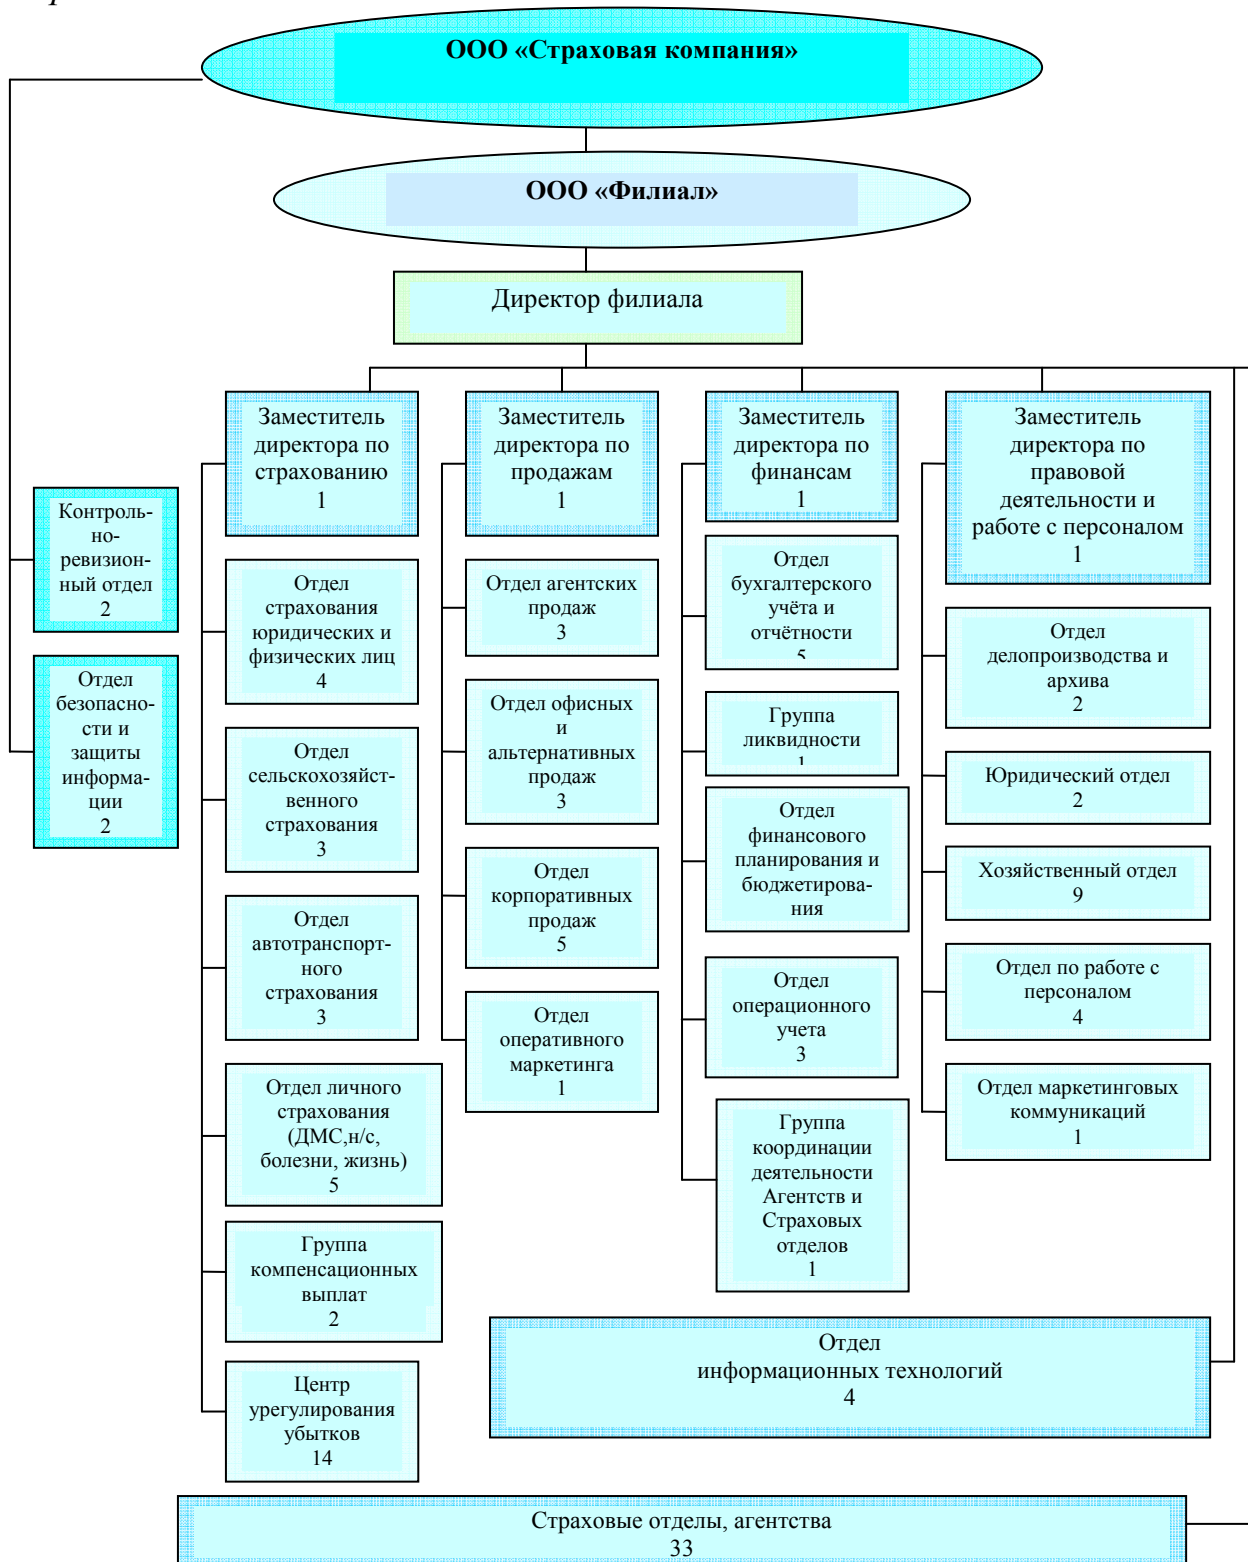 ООО «Страховая компания»
ООО «Филиал»
Директор филиала
Заместитель
директора по
страхованию
1
Заместитель
директора по
продажам
1
Заместитель
директора по
финансам
1
Заместитель
директора по
правовой
деятельности и
работе с персоналом
1
Контроль-
но-
ревизион-
ный отдел
2
Отдел
безопасно-
сти и
защиты
информа-
ции
2
Отдел
страхования
юридических и
физических лиц
4
Отдел
сельскохозяйст-
венного
страхования
3
Отдел
автотранспорт-
ного
страхования
3
Отдел личного
страхования
(ДМС,н/с,
болезни, жизнь)
5
Группа
компенсационных
выплат
2
Центр
урегулирования
убытков
14
Отдел агентских
продаж
3
Отдел офисных
и
альтернативных
продаж
3
Отдел
корпоративных
продаж
5
Отдел
оперативного
маркетинга
1
Отдел
бухгалтерского
учёта и
отчётности
5
Группа
ликвидности
1
Отдел
финансового
планирования и
бюджетирова-
ния
Отдел
операционного
учета
3
Группа
координации
деятельности
Агентств и
Страховых
отделов
1
Отдел
делопроизводства и
архива
2
Юридический отдел
2
Хозяйственный отдел
9
Отдел по работе с
персоналом
4
Отдел маркетинговых
коммуникаций
1
Отдел
информационных технологий
4
Страховые отделы, агентства
33